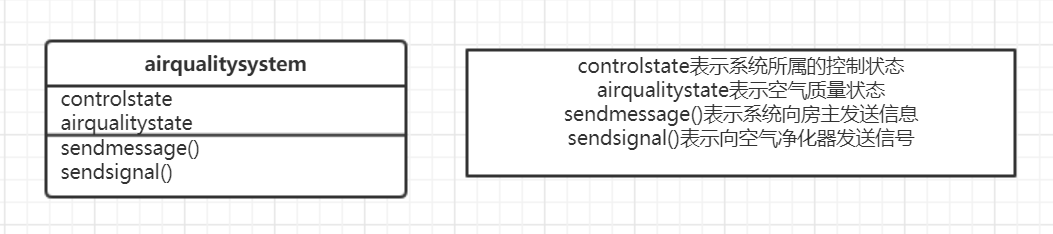 airqualitysystem
controlstate
airqualitystate
sendmessage()
sendsignal()
controlstate表示系统所属的控制状态
airqualitystate表示空气质量状态
sendmessage()表示系统向房主发送信息
sendsignal()表示向空气净化器发送信号